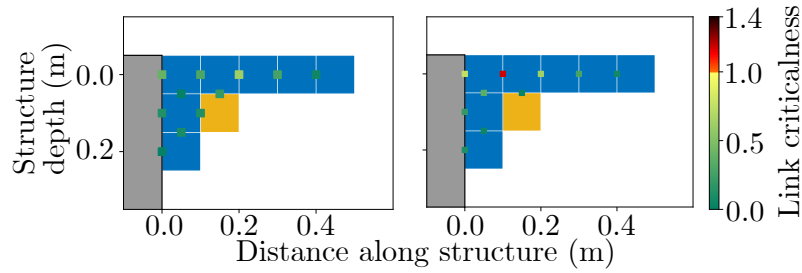 Structure
depth (m)
0.0
0.2
0.0 0.2 0.4
0.0 0.2 0.4
Distance along structure (m)
1.4
1.0
0.5
0.0
Link criticalness